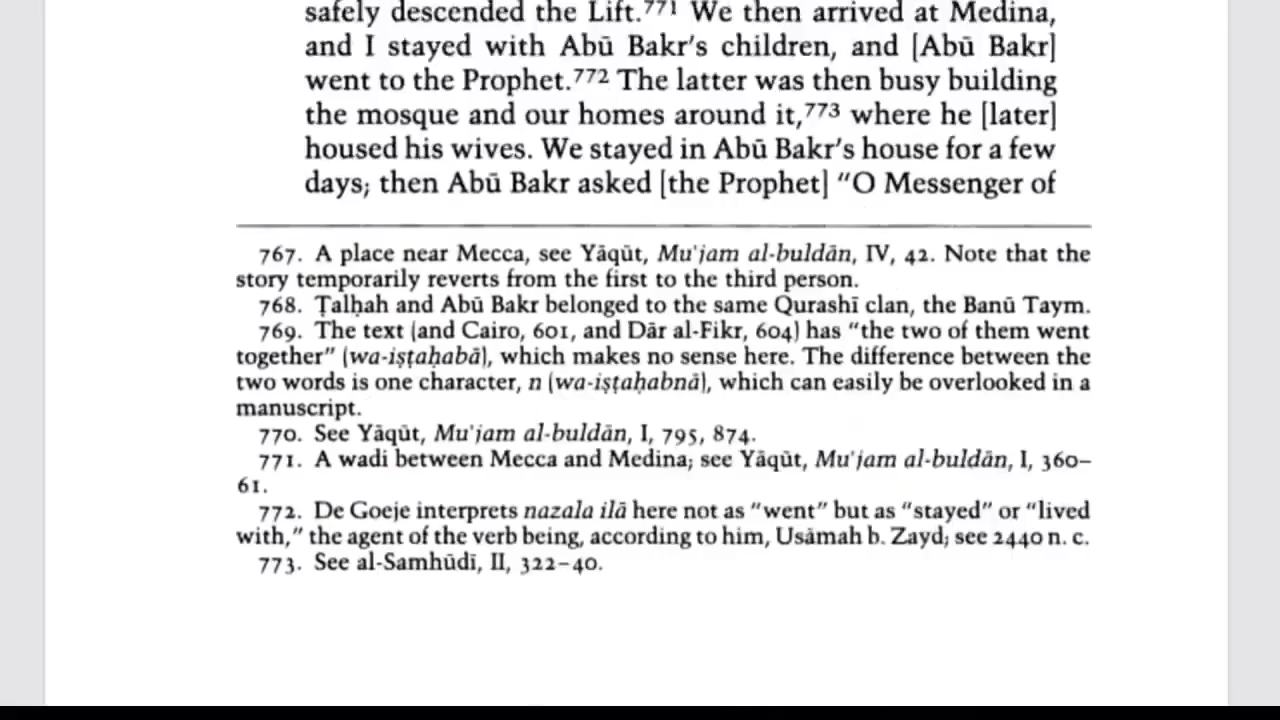 safely descended the Lift.771 We then arrived at Medina,
and I stayed with Abū Bakr's children, and [Abū Bakr]
went to the Prophet.772 The latter was then busy building
the mosque and our homes around it,773 where he [later]
housed his wives. We stayed in Abū Bakr's house for a few
days; then Abū Bakr asked [the Prophet] “O Messenger of
767. A place near Mecca, see Yāqūt, Mu'jam al-buldān, IV, 42. Note that the
story temporarily reverts from the first to the third person.
768. Ṭalḥah and Abū Bakr belonged to the same Qurashī clan, the Banū Taym.
769. The text (and Cairo, 601, and Dār al-Fikr, 604) has “the two of them went
together” (wa-iṣṭaḥabā), which makes no sense here. The difference between the
two words is one character, n (wa-iṣṭaḥabnā), which can easily be overlooked in a
manuscript.
770. See Yāqūt, Mu'jam al-buldān, I, 795, 874.
771. A wadi between Mecca and Medina; see Yāqūt, Mu'jam al-buldān, I, 360–
61.
772. De Goeje interprets nazala ilā here not as “went” but as “stayed” or “lived
with,” the agent of the verb being, according to him, Usāmah b. Zayd; see 2440 n. c.
773. See al-Samhūdī, II, 322–40.